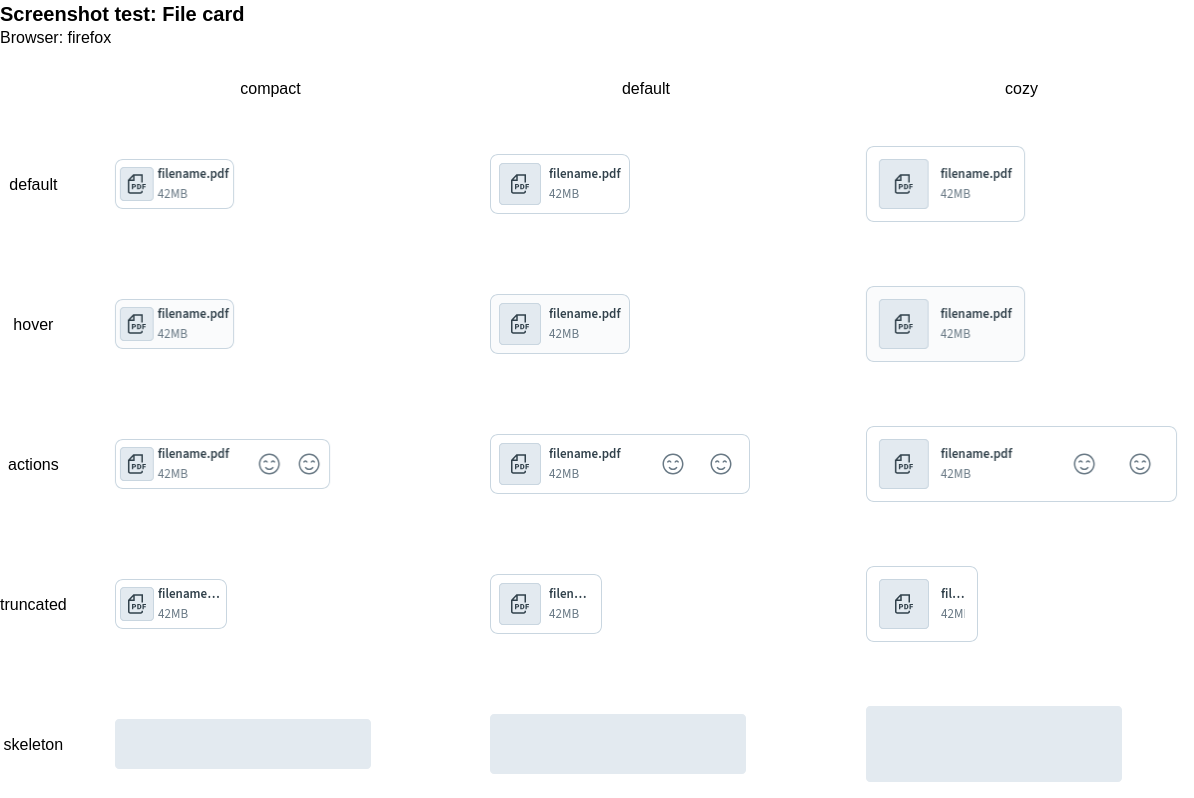 Screenshot test: File card
Browser: firefox
compact default cozy
default
PDF filename.pdf 42MB
PDF filename.pdf 42MB
PDF filename.pdf 42MB
hover
PDF filename.pdf 42MB
PDF filename.pdf 42MB
PDF filename.pdf 42MB
actions
PDF filename.pdf 42MB
PDF filename.pdf 42MB
PDF filename.pdf 42MB
truncated
PDF filename... 42MB
PDF filen... 42MB
PDF fil... 42M
skeleton